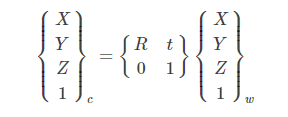 {X Y Z 1}c = {R t 0 1} {X Y Z 1}w